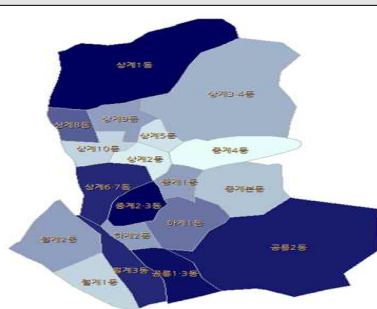 상계1동
상계3·4동
상계8동
상계9동
상계5동
상계10동
상계2동
중계4동
상계6·7동
중계1동
중계본동
중계2·3동
하계1동
월계2동
하계2동
공릉2동
월계3동
공릉1·3동
월계1동